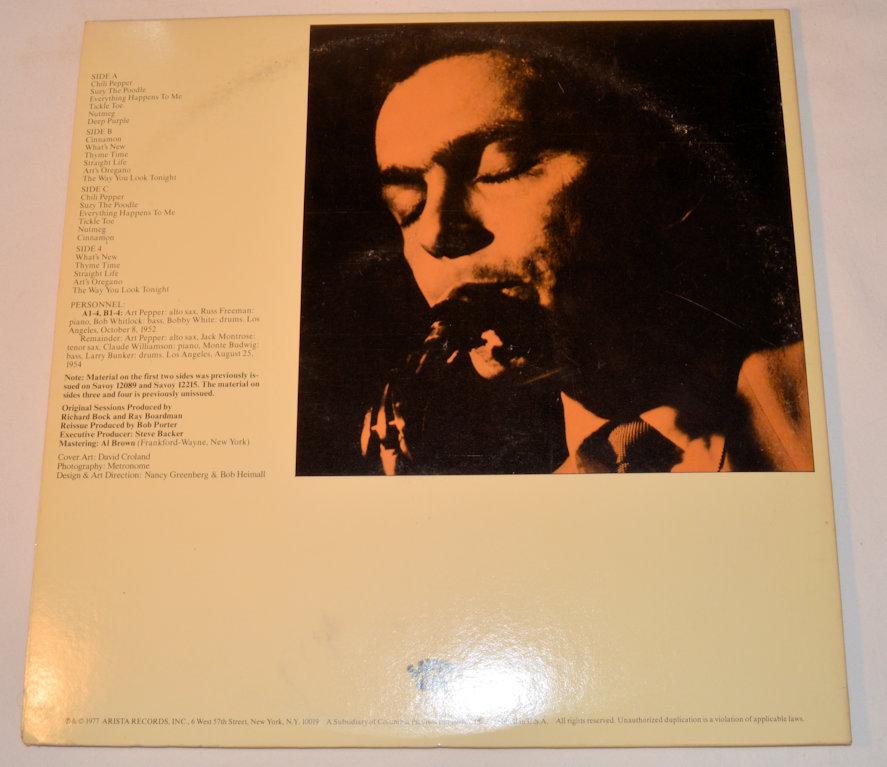 SIDE A
Chili Pepper
Suzy The Poodle
Everything Happens To Me
Tickle Toe
Nutmeg
Deep Purple
SIDE B
Cinnamon
What's New
Thyme Time
Straight Life
Art's Oregano
The Way You Look Tonight
SIDE C
Chili Pepper
Suzy The Poodle
Everything Happens To Me
Tickle Toe
Nutmeg
Cinnamon
SIDE 4
What's New
Thyme Time
Straight Life
Art's Oregano
The Way You Look Tonight
PERSONNEL:
A1-4, B1-4: Art Pepper: alto sax, Russ Freeman:
piano, Bob Whitlock: bass, Bobby White: drums. Los
Angeles, October 8, 1952
Remainder: Art Pepper: alto sax, Jack Montrose:
tenor sax, Claude Williamson: piano, Monte Budwig:
bass, Larry Bunker: drums. Los Angeles, August 25,
1954
Note: Material on the first two sides was previously is-
sued on Savoy 12089 and Savoy 12215. The material on
sides three and four is previously unissued.
Original Sessions Produced by
Richard Bock and Ray Boardman
Reissue Produced by Bob Porter
Executive Producer: Steve Backer
Mastering: Al Brown (Frankford-Wayne, New York)
Cover Art: David Croland
Photography: Metronome
Design & Art Direction: Nancy Greenberg & Bob Heimall
℗ & © 1977 ARISTA RECORDS, INC., 6 West 57th Street, New York, N.Y. 10019 A Subsidiary of Columbia Pictures in U.S.A. All rights reserved. Unauthorized duplication is a violation of applicable laws.